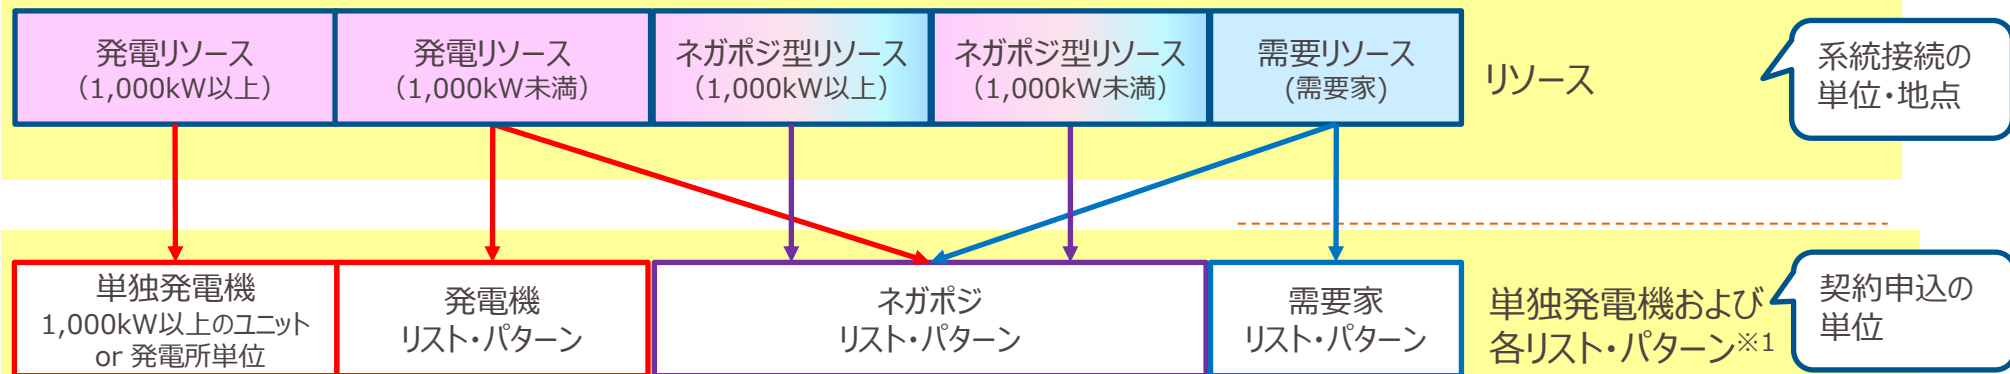 発電リソース
(1,000kW以上)
発電リソース
(1,000kW未満)
ネガポジ型リソース
(1,000kW以上)
ネガポジ型リソース
(1,000kW未満)
需要リソース
(需要家)
リソース
系統接続の
単位・地点
単独発電機
1,000kW以上のユニット
or 発電所単位
発電機
リスト・パターン
ネガポジ
リスト・パターン
需要家
リスト・パターン
単独発電機および
各リスト・パターン※1
契約申込の
単位